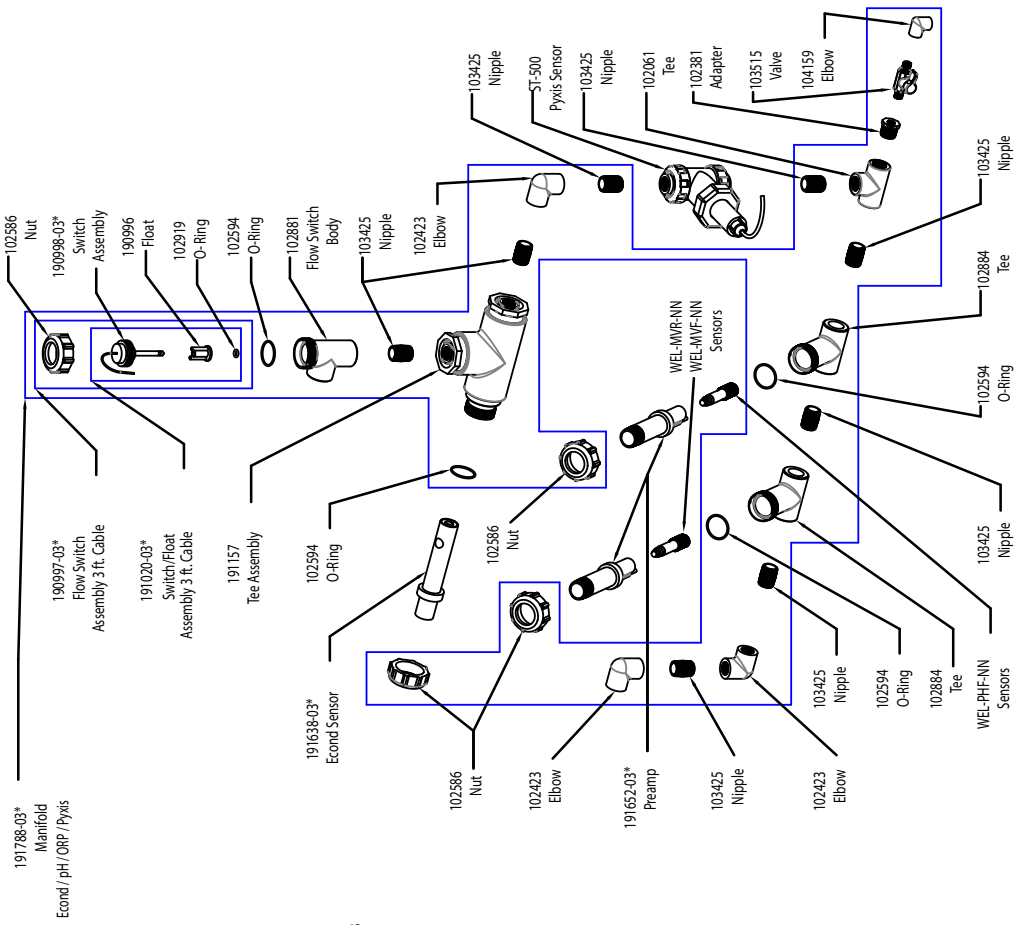 102586
Nut
190998-03*
Switch
Assembly
190996
Float
102919
O- Ring
102594
O-Ring
102881
Flow Switch
Body
103425
Nipple
102423
Elbow
103425
Nipple
ST-500
Pyxis Sensor
103425
Nipple
102061
Tee
102381
Adapter
103515
Valve
104159
Elbow
103425
Nipple
102884
Tee
102594
O-Ring
103425
Nipple
WEL-MVR-NN
WEL-MVF-NN
Sensors
190997-03*
Flow Switch
Assembly 3 ft. Cable
191020-03*
Switch/Float
Assembly 3 ft. Cable
191157
Tee Assembly
102594
O-Ring
102586
Nut
191638-03*
Econd Sensor
102586
Nut
102423
Elbow
191652-03*
Preamp
103425
Nipple
102423
Elbow
103425
Nipple
102594
O-Ring
102884
Tee
WEL-PHF-NN
Sensors
191788-03*
Manifold
Econd / pH / ORP / Pyxis